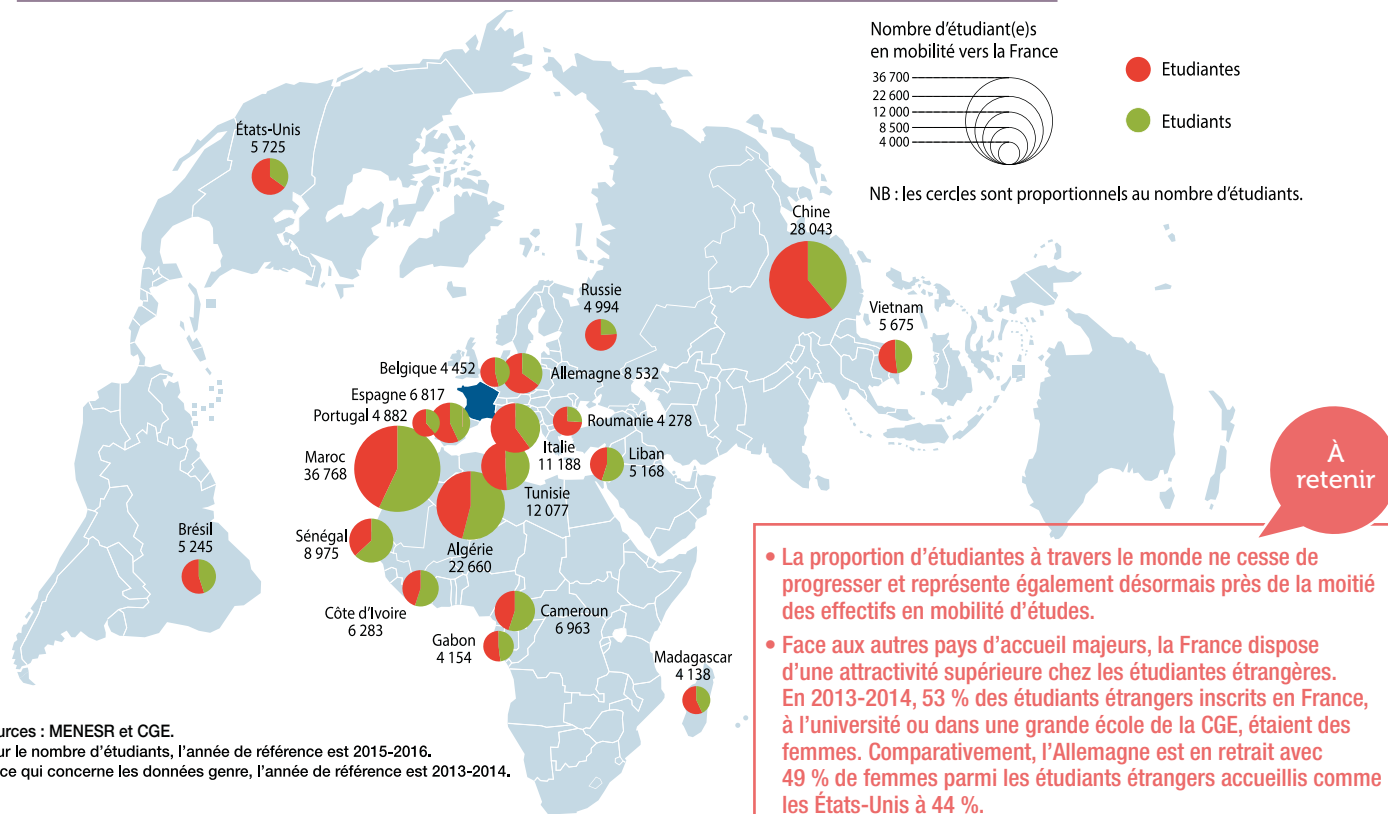 Nombre d'étudiant(e)s
en mobilité vers la France
36 700
22 600
12 000
8 500
4 000
Etudiantes
Etudiants
NB : les cercles sont proportionnels au nombre d'étudiants.
États-Unis
5 725
Chine
28 043
Russie
4 994
Vietnam
5 675
Belgique 4 452
Allemagne 8 532
Espagne 6 817
Portugal 4 882
Roumanie 4 278
Maroc
36 768
Italie
11 188
Liban
5 168
Tunisie
12 077
Brésil
5 245
Sénégal
8 975
Algérie
22 660
Côte d'Ivoire
6 283
Cameroun
6 963
Gabon
4 154
Madagascar
4 138
À
retenir
• La proportion d'étudiantes à travers le monde ne cesse de
progresser et représente également désormais près de la moitié
des effectifs en mobilité d'études.
• Face aux autres pays d'accueil majeurs, la France dispose
d'une attractivité supérieure chez les étudiantes étrangères.
En 2013-2014, 53 % des étudiants étrangers inscrits en France,
à l'université ou dans une grande école de la CGE, étaient des
femmes. Comparativement, l'Allemagne est en retrait avec
49 % de femmes parmi les étudiants étrangers accueillis comme
les États-Unis à 44 %.
urces : MENESR et CGE.
ur le nombre d'étudiants, l'année de référence est 2015-2016.
ce qui concerne les données genre, l'année de référence est 2013-2014.